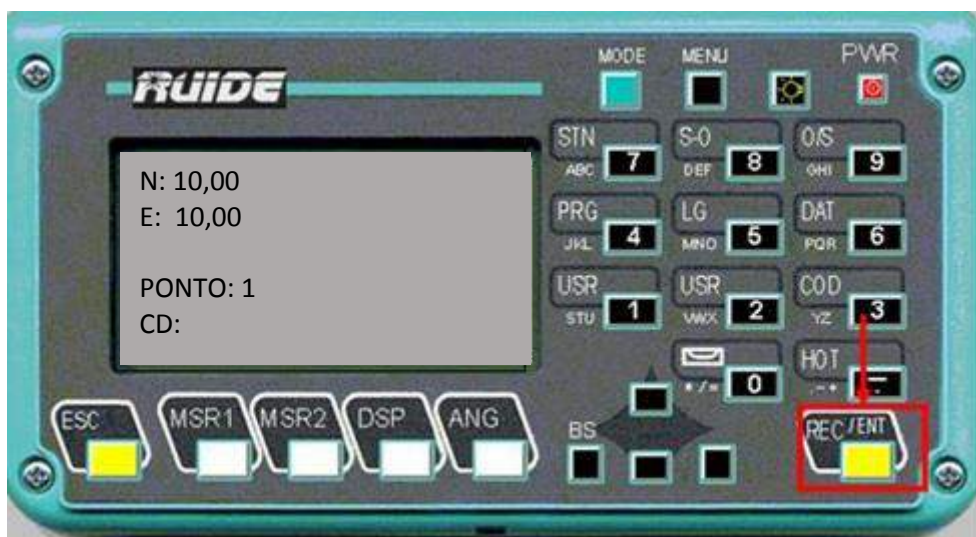 MODE MENU PWR
RUIDE
STN ABC 7 S-O DEF 8 O/S GHI 9
N: 10,00
E: 10,00
PRG JKL 4 LG MNO 5 DAT PQR 6
PONTO: 1
CD:
USR STU 1 USR VWX 2 COD YZ 3
* / = 0 HOT . - +
ESC MSR1 MSR2 DSP ANG BS REC/ENT